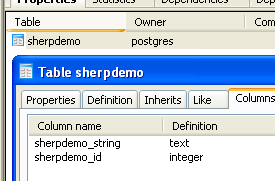 Properties Statistics Dependencies Depend
Table Owner Com
sherpdemo postgres
Table sherpdemo
Properties Definition Inherits Like Columns
Column name Definition
sherpdemo_string text
sherpdemo_id integer